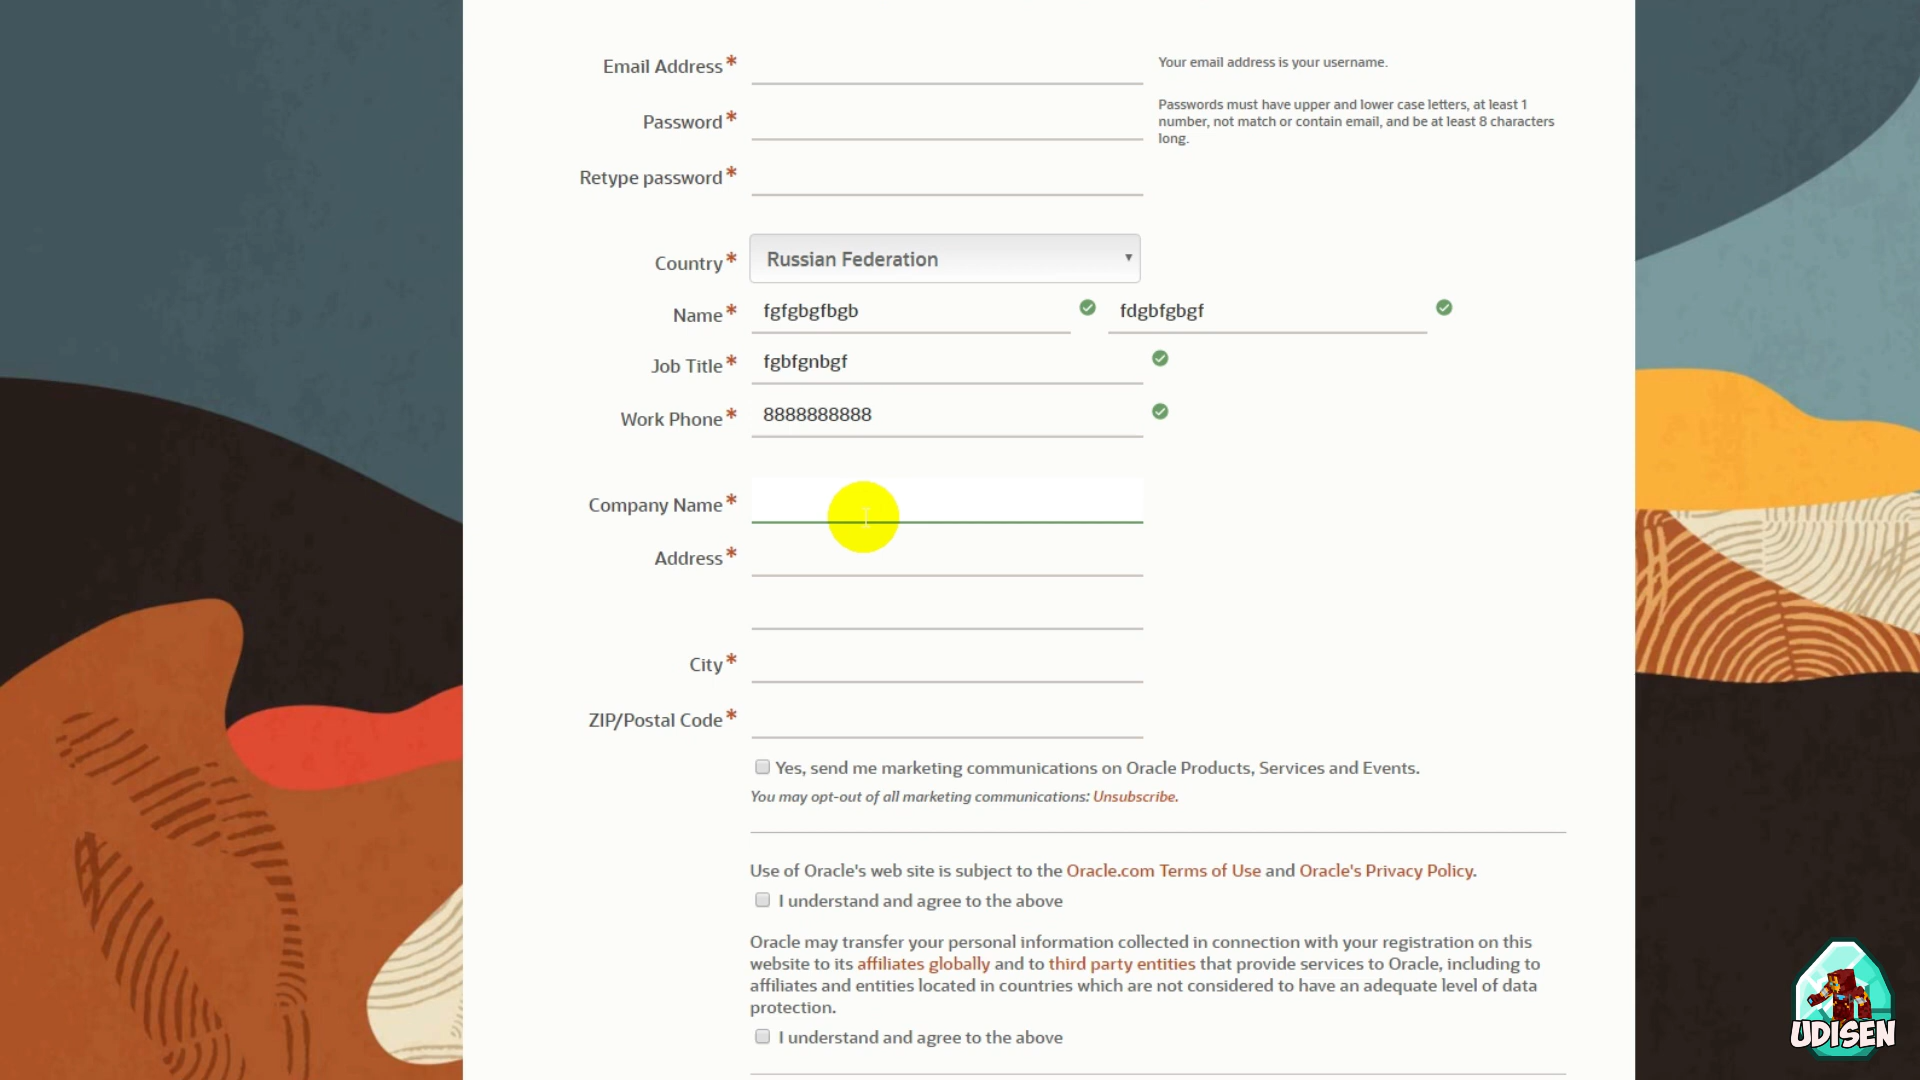 Email Address*
Your email address is your username.
Password*
Passwords must have upper and lower case letters, at least 1
number, not match or contain email, and be at least 8 characters
long.
Retype password*
Country*
Russian Federation
Name*
fgfgbgfbgb
fdgbfgbgf
Job Title*
fgbfgnbgf
Work Phone*
8888888888
Company Name*
Address*
City*
ZIP/Postal Code*
Yes, send me marketing communications on Oracle Products, Services and Events.
You may opt-out of all marketing communications: Unsubscribe.
Use of Oracle's web site is subject to the Oracle.com Terms of Use and Oracle's Privacy Policy.
I understand and agree to the above
Oracle may transfer your personal information collected in connection with your registration on this
website to its affiliates globally and to third party entities that provide services to Oracle, including to
affiliates and entities located in countries which are not considered to have an adequate level of data
protection.
I understand and agree to the above
UDISEN